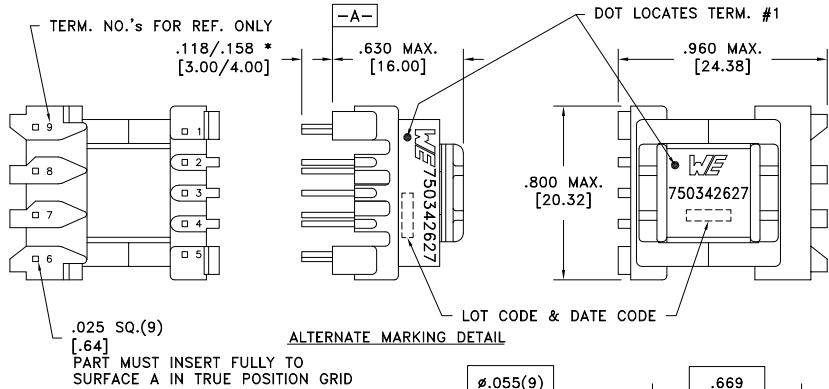 TERM. NO.'s FOR REF. ONLY
.118/.158 *
[3.00/4.00]
-A-
.630 MAX.
[16.00]
DOT LOCATES TERM. #1
.960 MAX.
[24.38]
9
8
7
6
1
2
3
4
5
WE 750342627
.800 MAX.
[20.32]
WE
750342627
.025 SQ.(9)
[.64]
PART MUST INSERT FULLY TO
SURFACE A IN TRUE POSITION GRID
LOT CODE & DATE CODE
ALTERNATE MARKING DETAIL
ø.055(9)
.669